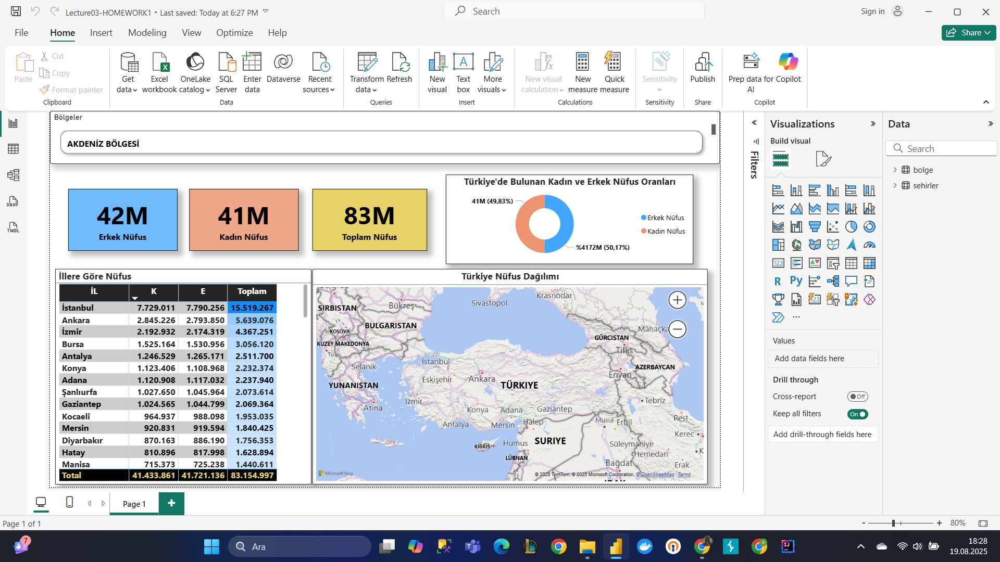 Lecture03-HOMEWORK1 • Last saved: Today at 6:27 PM
Search
Sign in
File Home Insert Modeling View Optimize Help
Share
Paste
Cut
Copy
Format painter
Clipboard
Get data
Excel workbook
OneLake catalog
SQL Server
Enter data
Dataverse
Recent sources
Data
Transform data
Refresh
Queries
New visual
Text box
More visuals
Insert
New visual calculation
New measure
Quick measure
Calculations
Sensitivity
Sensitivity
Publish
Share
Prep data for AI
Copilot
Copilot
DAX
TMDL
Bölgeler
AKDENİZ BÖLGESİ
42M
Erkek Nüfus
41M
Kadın Nüfus
83M
Toplam Nüfus
Türkiye'de Bulunan Kadın ve Erkek Nüfus Oranları
41M (49,83%)
%4172M (50,17%)
Erkek Nüfus
Kadın Nüfus
İllere Göre Nüfus
İL K E Toplam
İstanbul 7.729.011 7.790.256 15.519.267
Ankara 2.845.226 2.793.850 5.639.076
İzmir 2.192.932 2.174.319 4.367.251
Bursa 1.525.164 1.530.956 3.056.120
Antalya 1.246.529 1.265.171 2.511.700
Konya 1.123.406 1.108.968 2.232.374
Adana 1.120.908 1.117.032 2.237.940
Şanlıurfa 1.027.650 1.045.964 2.073.614
Gaziantep 1.024.565 1.044.799 2.069.364
Kocaeli 964.937 988.098 1.953.035
Mersin 920.831 919.594 1.840.425
Diyarbakır 870.163 886.190 1.756.353
Hatay 810.896 817.998 1.628.894
Manisa 715.373 725.238 1.440.611
Total 41.433.861 41.721.136 83.154.997
Türkiye Nüfus Dağılımı
Krasnodar
Sivastopol
SIRBISTAN
Bükreş
BULGARISTAN
KOSOVA
Mahaçka
GÜRCISTAN
KUZEY MAKEDONYA
Tiflis
Tiran
İstanbul
Selanik
AZERBAYCAN
Erivan
Eskişehir
Ankara
TÜRKIYE
YUNANISTAN
İzmir
Tebriz
Atina
Konya
Adana
Gaziantep
Rest
Antalya
Mersin
Halep
Musul
Erbil
Kerec
Girit
KIBRIS
Humus
SURIYE
Süleymaniye
Hemedan
LÜBNAN
Bağdat
Erak
Microsoft Bing
© 2025 TomTom, © 2025 Microsoft Corporation, © OpenStreetMap Terms
Filters
Visualizations
Build visual
123
R
Py
123
Values
Add data fields here
Drill through
Cross-report Off
Keep all filters On
Add drill-through fields here
Data
Search
bolge
sehirler
Page 1
Page 1 of 1
- + 80%
7
Ara
18:28
19.08.2025